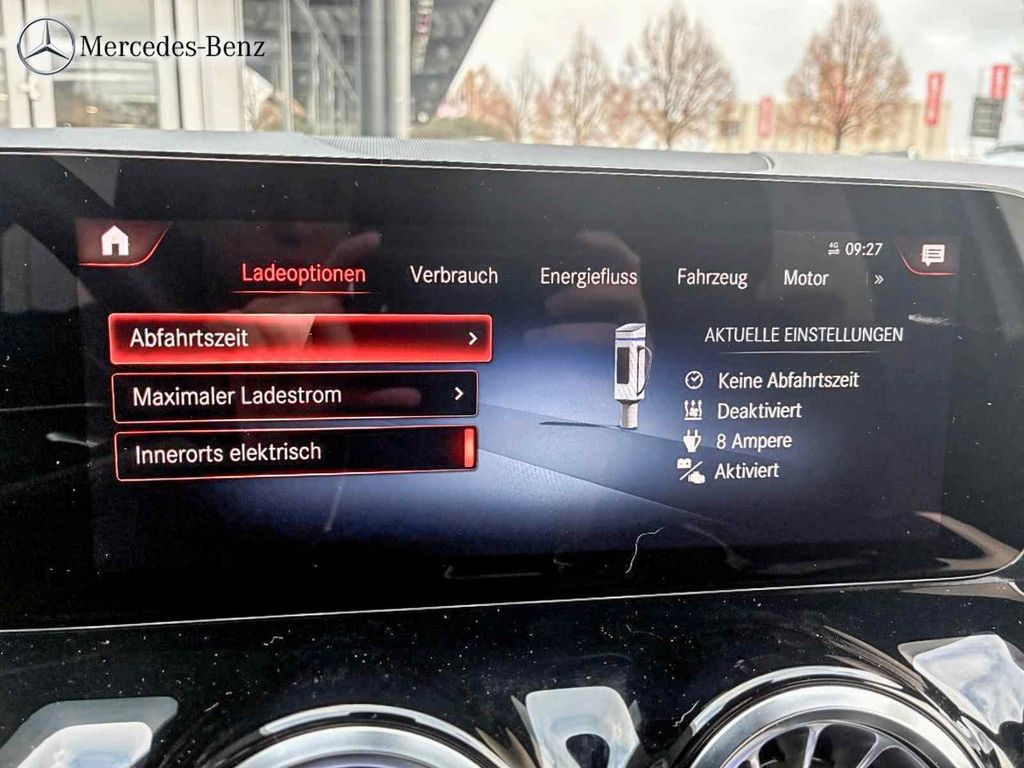 Mercedes-Benz
4G 09:27
Ladeoptionen Verbrauch Energiefluss Fahrzeug Motor »
Abfahrtszeit
Maximaler Ladestrom
Innerorts elektrisch
AKTUELLE EINSTELLUNGEN
Keine Abfahrtszeit
Deaktiviert
8 Ampere
Aktiviert